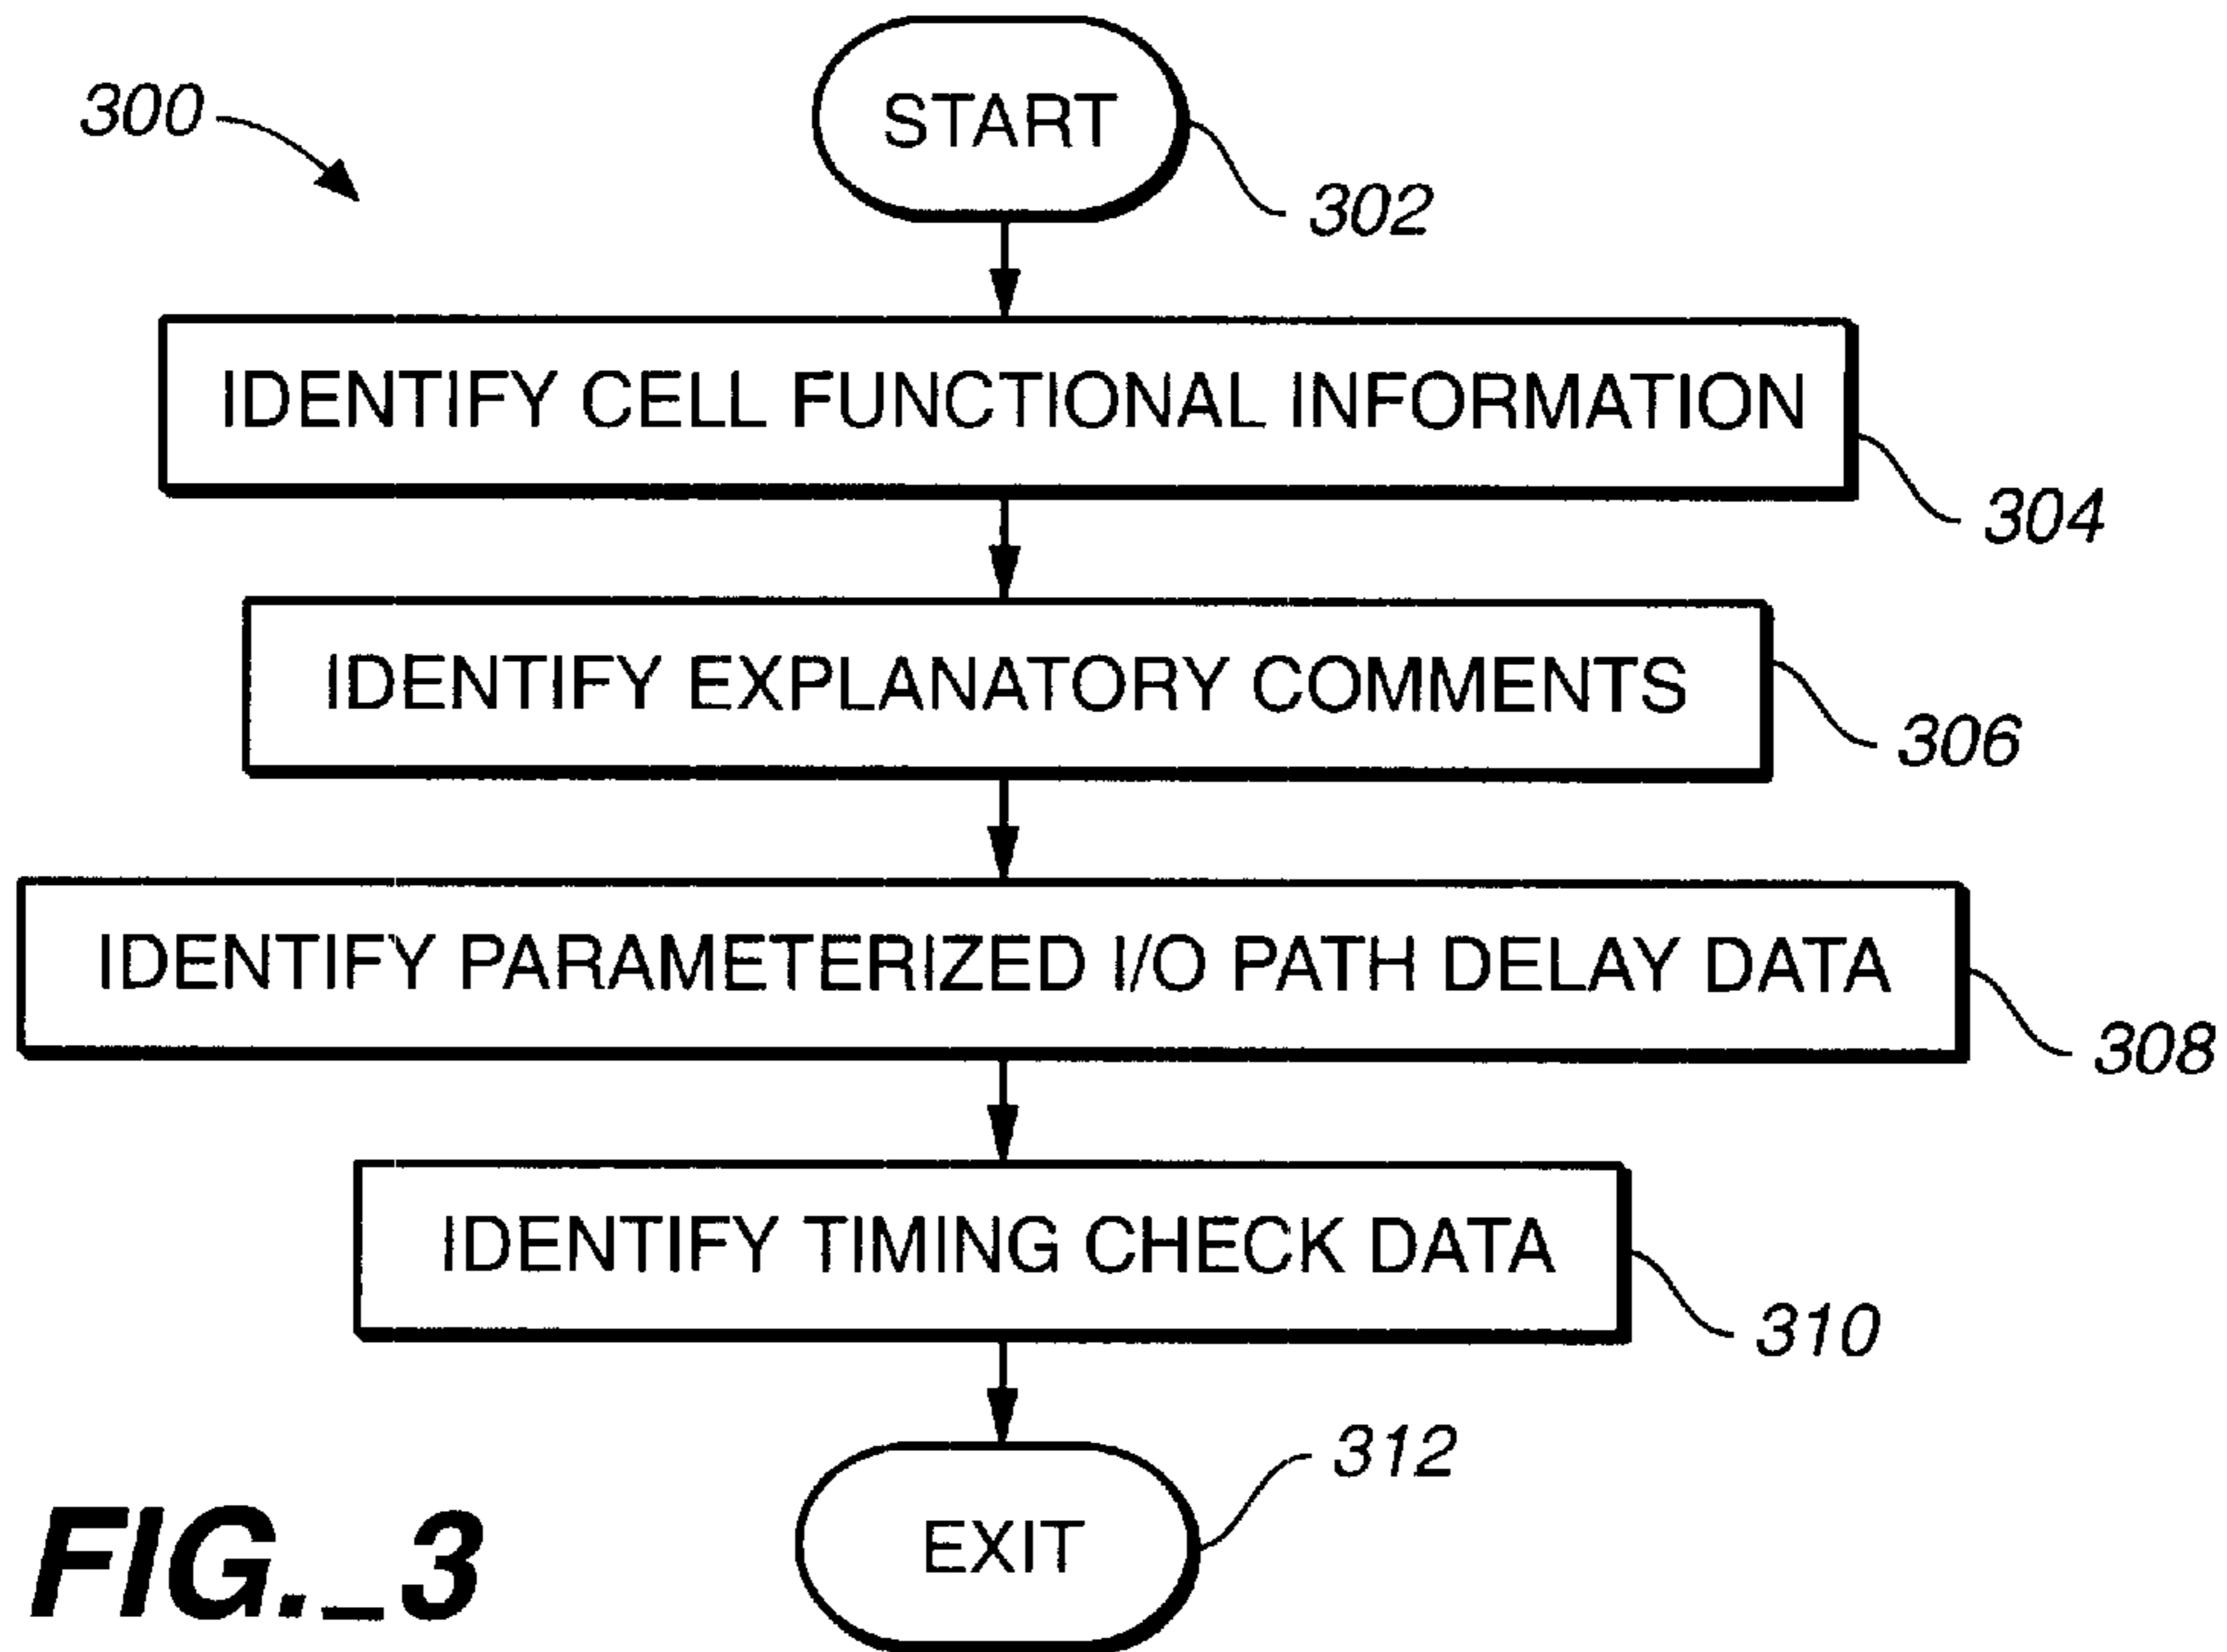 300
START
302
IDENTIFY CELL FUNCTIONAL INFORMATION
304
IDENTIFY EXPLANATORY COMMENTS
306
IDENTIFY PARAMETERIZED I/O PATH DELAY DATA
308
IDENTIFY TIMING CHECK DATA
310
312
EXIT
FIG._3